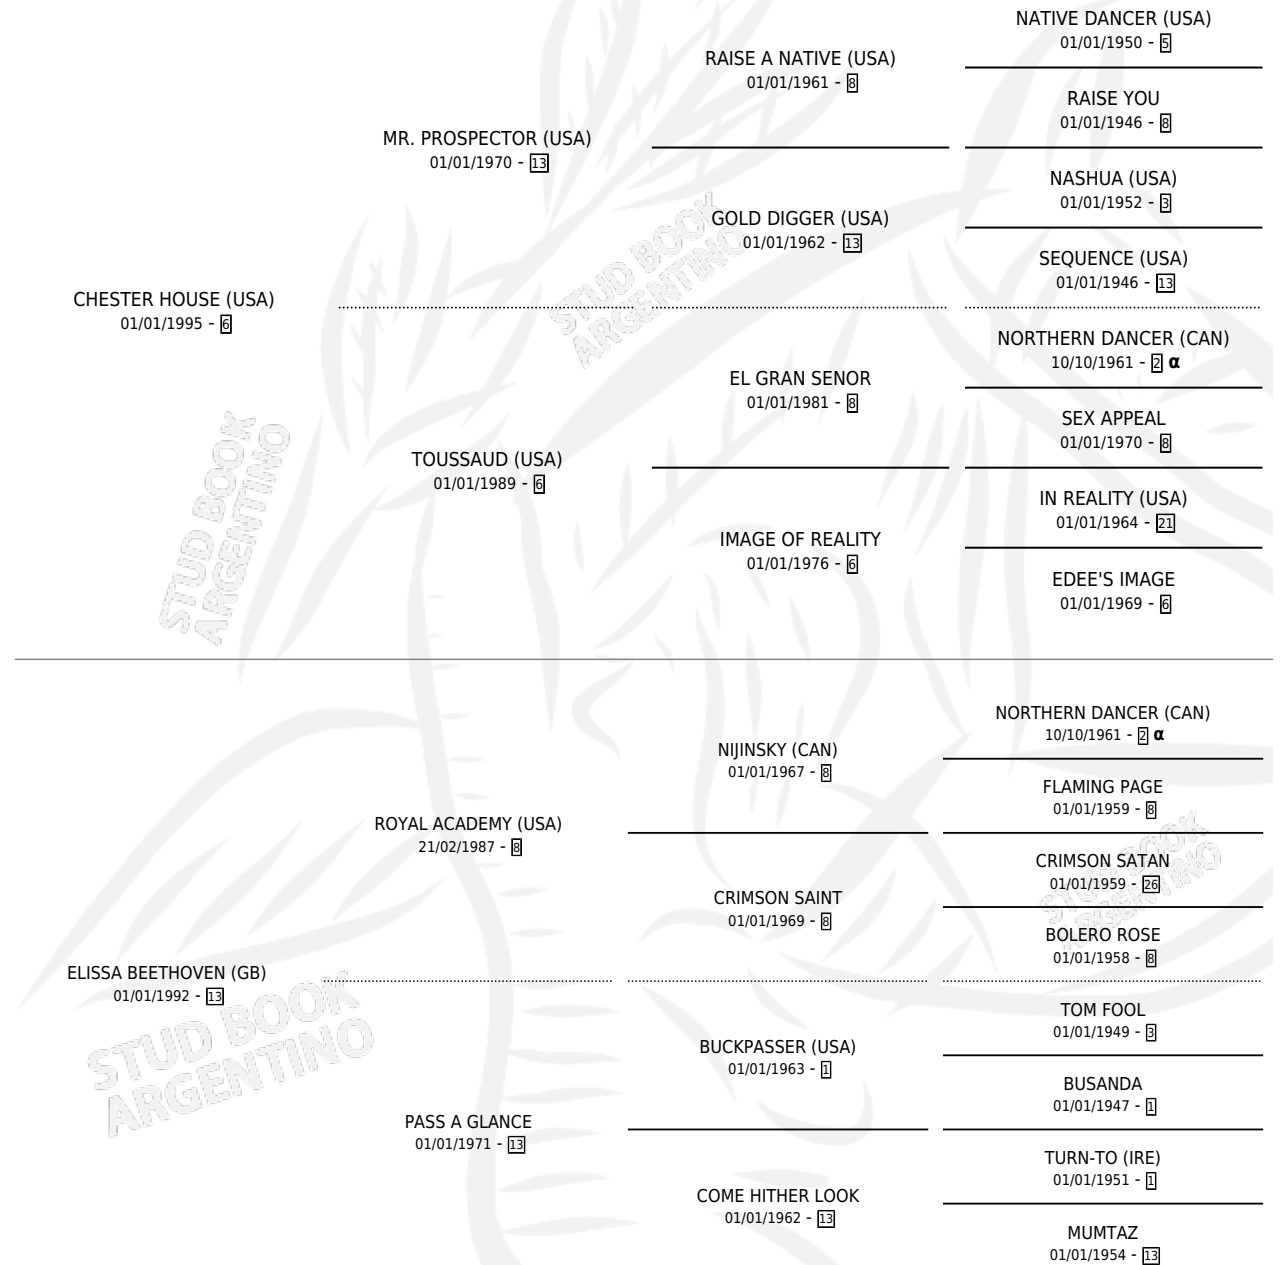 NATIVE DANCER (USA)
01/01/1950 - 5
RAISE A NATIVE (USA)
01/01/1961 - 8
RAISE YOU
01/01/1946 - 8
MR. PROSPECTOR (USA)
01/01/1970 - 13
NASHUA (USA)
01/01/1952 - 3
GOLD DIGGER (USA)
01/01/1962 - 13
SEQUENCE (USA)
01/01/1946 - 13
STUD BOOK
ARGENTINO
CHESTER HOUSE (USA)
01/01/1995 - 6
NORTHERN DANCER (CAN)
10/10/1961 - 2 α
EL GRAN SENOR
01/01/1981 - 8
SEX APPEAL
01/01/1970 - 8
TOUSSAUD (USA)
01/01/1989 - 6
IN REALITY (USA)
01/01/1964 - 21
IMAGE OF REALITY
01/01/1976 - 6
EDEE'S IMAGE
01/01/1969 - 6
STUD BOOK
ARGENTINO
NORTHERN DANCER (CAN)
10/10/1961 - 2 α
NIJINSKY (CAN)
01/01/1967 - 8
FLAMING PAGE
01/01/1959 - 8
ROYAL ACADEMY (USA)
21/02/1987 - 8
CRIMSON SATAN
01/01/1959 - 26
CRIMSON SAINT
01/01/1969 - 8
BOLERO ROSE
01/01/1958 - 8
STUD BOOK
ARGENTINO
ELISSA BEETHOVEN (GB)
01/01/1992 - 13
TOM FOOL
01/01/1949 - 3
BUCKPASSER (USA)
01/01/1963 - 1
BUSANDA
01/01/1947 - 1
STUD BOOK
ARGENTINO
PASS A GLANCE
01/01/1971 - 13
TURN-TO (IRE)
01/01/1951 - 1
COME HITHER LOOK
01/01/1962 - 13
MUMTAZ
01/01/1954 - 13